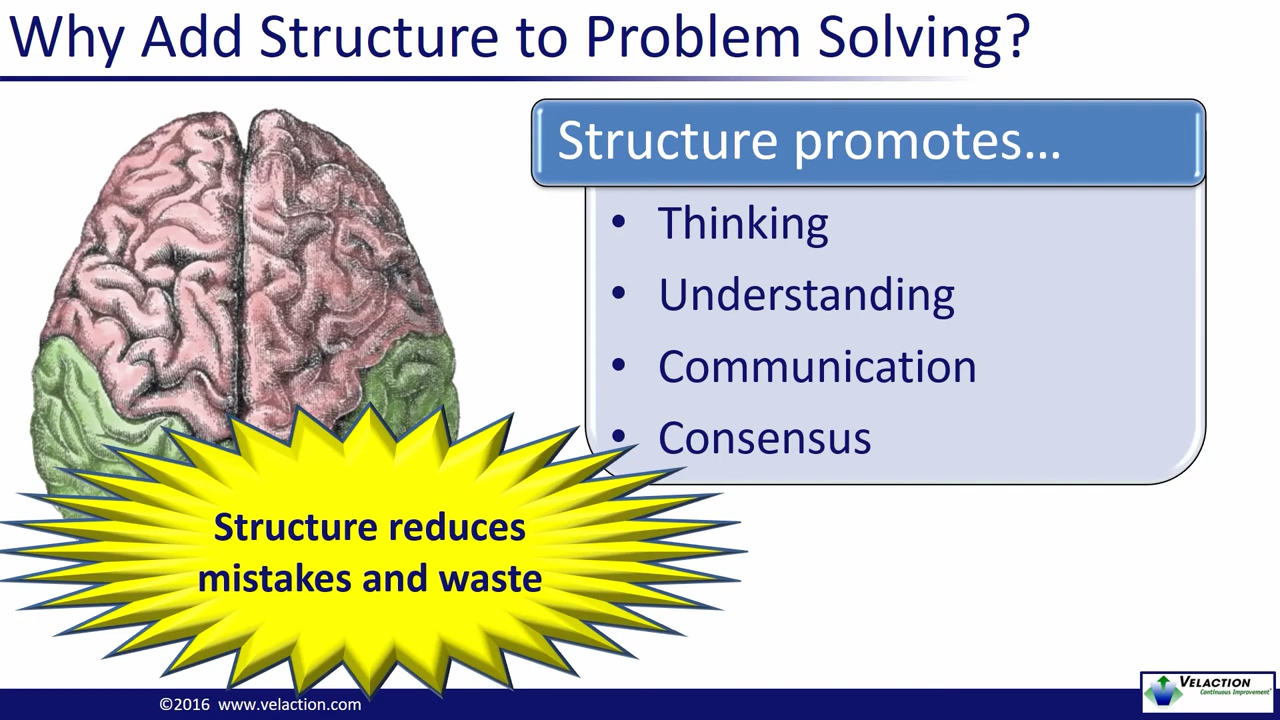 Why Add Structure to Problem Solving?
Structure promotes…
• Thinking
• Understanding
• Communication
• Consensus
Structure reduces
mistakes and waste
©2016 www.velaction.com
VELACTION
Continuous Improvement